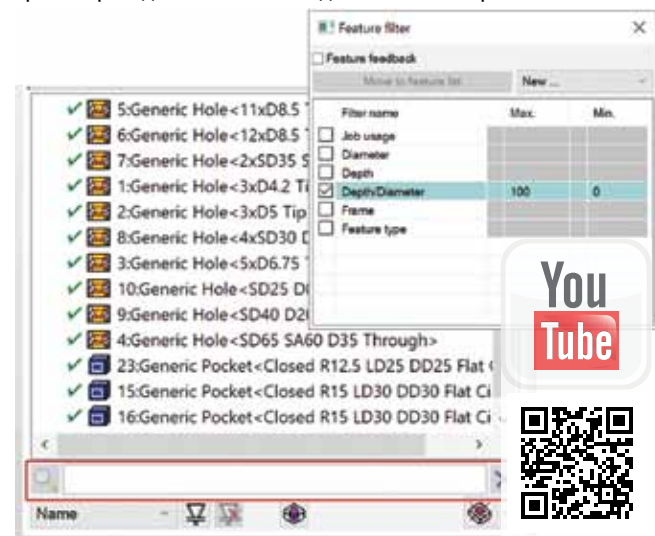 Feature filter
Feature feedback
Move to feature list
New ...
Filter name Max. Min.
Job usage
Diameter
Depth
Depth/Diameter 100 0
Frame
Feature type
5:Generic Hole<11xD8.5
6:Generic Hole<12xD8.5
7:Generic Hole<2xSD35 S
1:Generic Hole<3xD4.2 Ti
2:Generic Hole<3xD5 Tip
8:Generic Hole<4xSD30 D
3:Generic Hole<5xD6.75
10:Generic Hole<SD25 D
9:Generic Hole<SD40 D2
4:Generic Hole<SD65 SA60 D35 Through>
23:Generic Pocket<Closed R12.5 LD25 DD25 Flat
15:Generic Pocket<Closed R15 LD30 DD30 Flat Ci
16:Generic Pocket<Closed R15 LD30 DD30 Flat Ci
Name
You
Tube